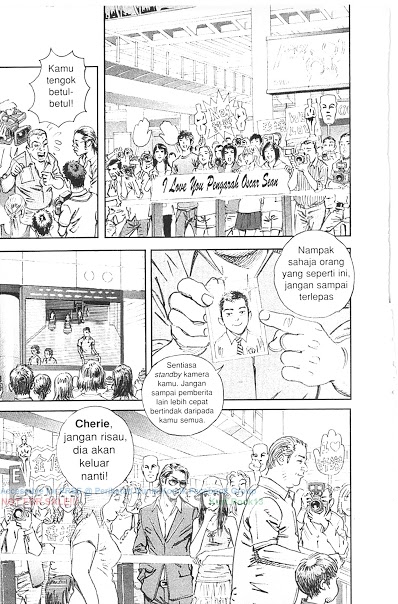 Kamu
tengok
betul-
betul!
I Love You Pengarah Oscar Sean
Nampak
sahaja orang
yang seperti ini,
jangan sampai
terlepas
Sentiasa
standby kamera
kamu. Jangan
sampai pemberita
lain lebih cepat
bertindak daripada
kamu semua.
Cherie,
jangan risau,
dia akan
keluar
nanti!
E